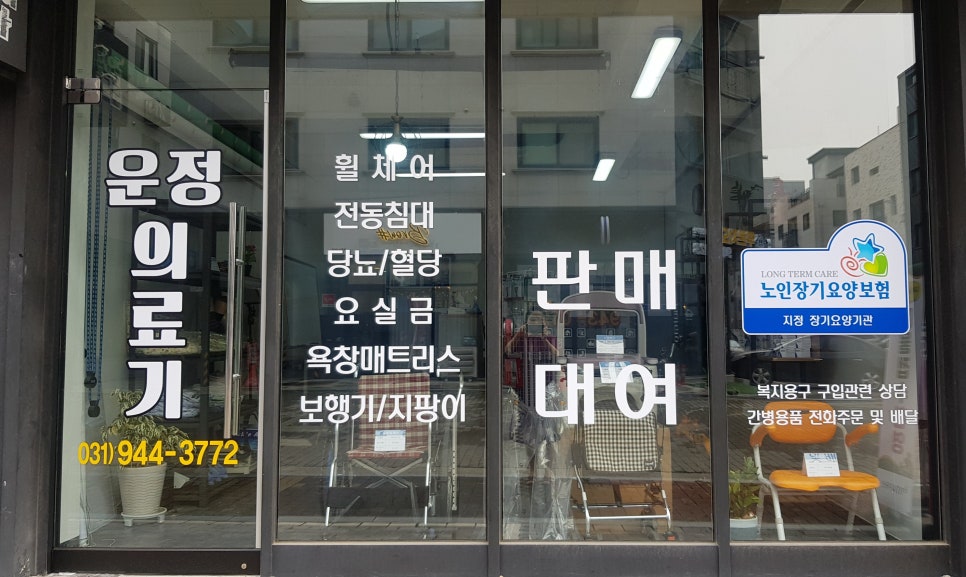 운정
의
료
기
031) 944-3772
휠 체 여
전동침대
당뇨/혈당
요 실 금
욕창매트리스
보행기/지팡이
판 매
대 여
LONG TERM CARE
노인장기요양보험
지정 장기요양기관
복지용구 구입관련 상담
간병용품 전화주문 및 배달